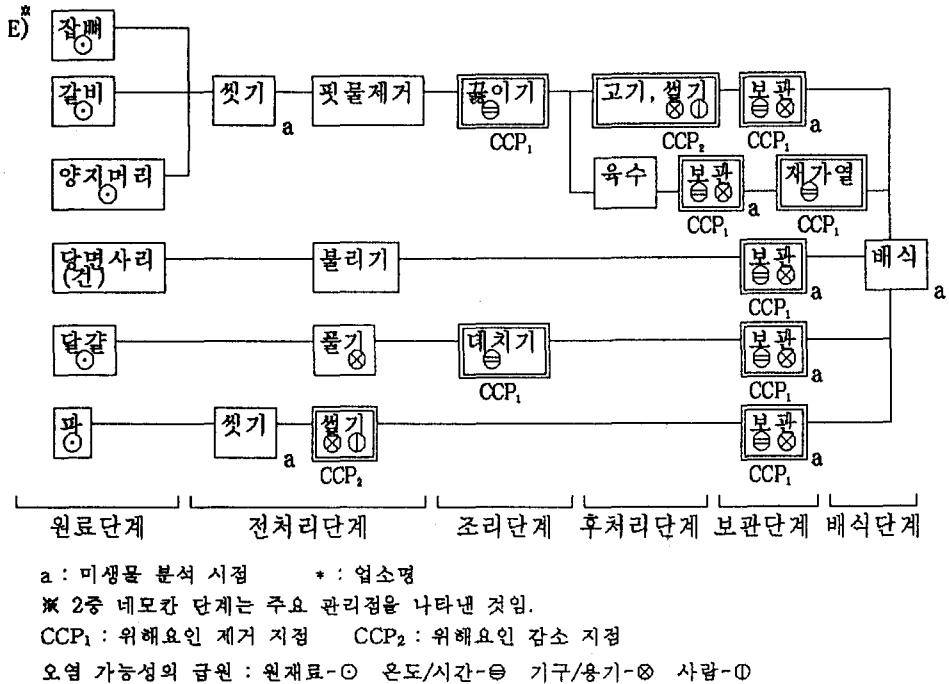 E)※
잡뼈
갈비 씻기 핏물제거 끓이기 고기, 썰기 보관
a CCP₁ CCP₂ CCP₁ a
양지머리 육수 보관 재가열
CCP₁ a CCP₁
당면사리 불리기 보관 배식
(건) CCP₁ a a
달걀 풀기 데치기 보관
CCP₁ CCP₁ a
파 씻기 썰기 보관
a CCP₂ CCP₁ a
원료단계 전처리단계 조리단계 후처리단계 보관단계 배식단계
a : 미생물 분석 시점 * : 업소명
※ 2중 네모칸 단계는 주요 관리점을 나타낸 것임.
CCP₁ : 위해요인 제거 지점 CCP₂ : 위해요인 감소 지점
오염 가능성의 급원 : 원재료-⊙ 온도/시간-⊖ 기구/용기-⊗ 사람-⦶